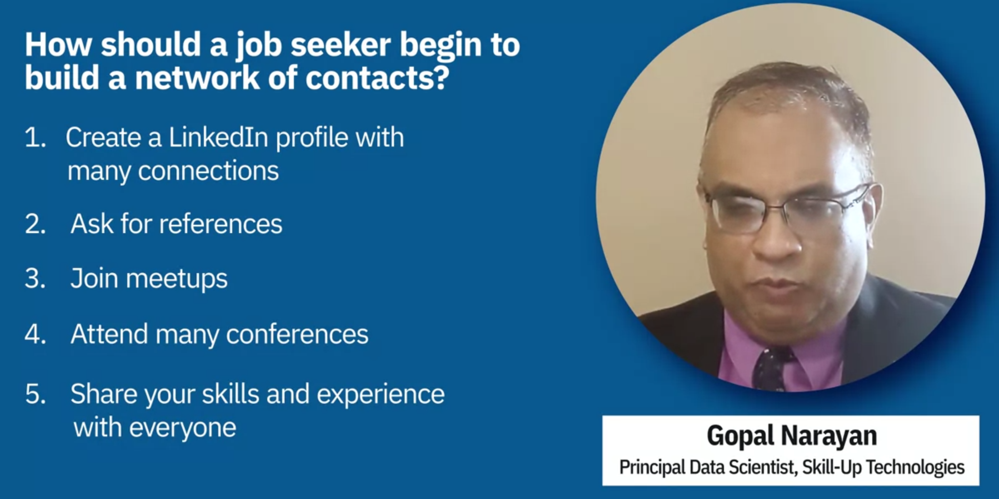 How should a job seeker begin to
build a network of contacts?
1. Create a LinkedIn profile with
many connections
2. Ask for references
3. Join meetups
4. Attend many conferences
5. Share your skills and experience
with everyone
Gopal Narayan
Principal Data Scientist, Skill-Up Technologies